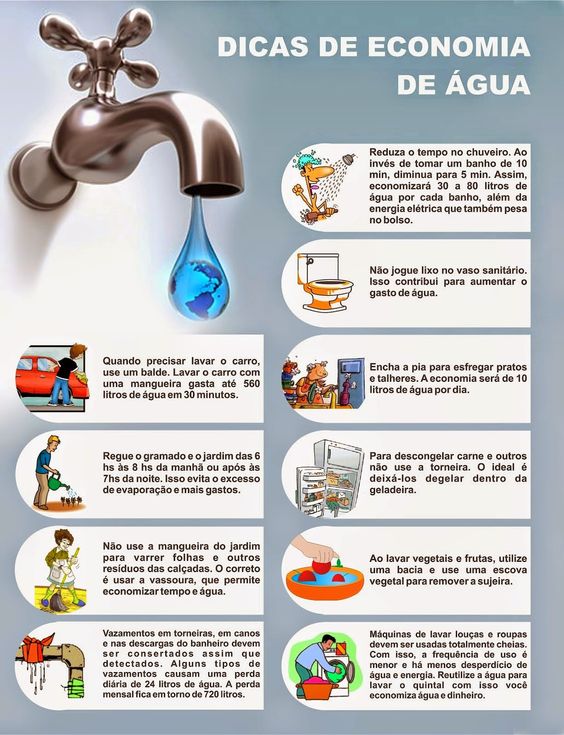 DICAS DE ECONOMIA
DE ÁGUA
Reduza o tempo no chuveiro. Ao
invés de tomar um banho de 10
min, diminua para 5 min. Assim,
economizará 30 a 80 litros de
água por cada banho, além da
energia elétrica que também pesa
no bolso.
Não jogue lixo no vaso sanitário.
Isso contribui para aumentar o
gasto de água.
Quando precisar lavar o carro,
use um balde. Lavar o carro com
uma mangueira gasta até 560
litros de água em 30 minutos.
Encha a pia para esfregar pratos
e talheres. A economia será de 10
litros de água por dia.
Regue o gramado e o jardim das 6
hs às 8 hs da manhã ou após às
7hs da noite. Isso evita o excesso
de evaporação e mais gastos.
Para descongelar carne e outros
não use a torneira. O ideal é
deixá-los degelar dentro da
geladeira.
Não use a mangueira do jardim
para varrer folhas e outros
resíduos das calçadas. O correto
é usar a vassoura, que permite
economizar tempo e água.
Ao lavar vegetais e frutas, utilize
uma bacia e use uma escova
vegetal para remover a sujeira.
Vazamentos em torneiras, em canos
e nas descargas do banheiro devem
ser consertados assim que
detectados. Alguns tipos de
vazamentos causam uma perda
diária de 24 litros de água. A perda
mensal fica em torno de 720 litros.
Máquinas de lavar louças e roupas
devem ser usadas totalmente cheias.
Com isso, a frequência de uso é
menor e há menos desperdício de
água e energia. Reutilize a água para
lavar o quintal com isso você
economiza água e dinheiro.